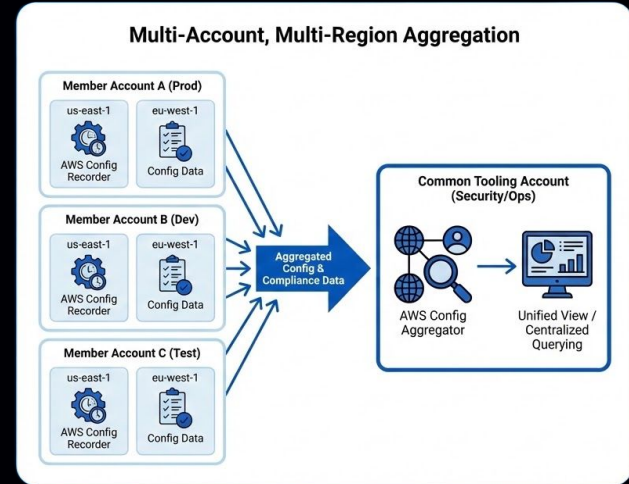 Multi-Account, Multi-Region Aggregation
Member Account A (Prod)
us-east-1
AWS Config
Recorder
eu-west-1
Config Data
Member Account B (Dev)
us-east-1
AWS Config
Recorder
eu-west-1
Config Data
Member Account C (Test)
us-east-1
AWS Config
Recorder
eu-west-1
Config Data
Aggregated
Config &
Compliance Data
Common Tooling Account
(Security/Ops)
AWS Config
Aggregator
Unified View /
Centralized
Querying